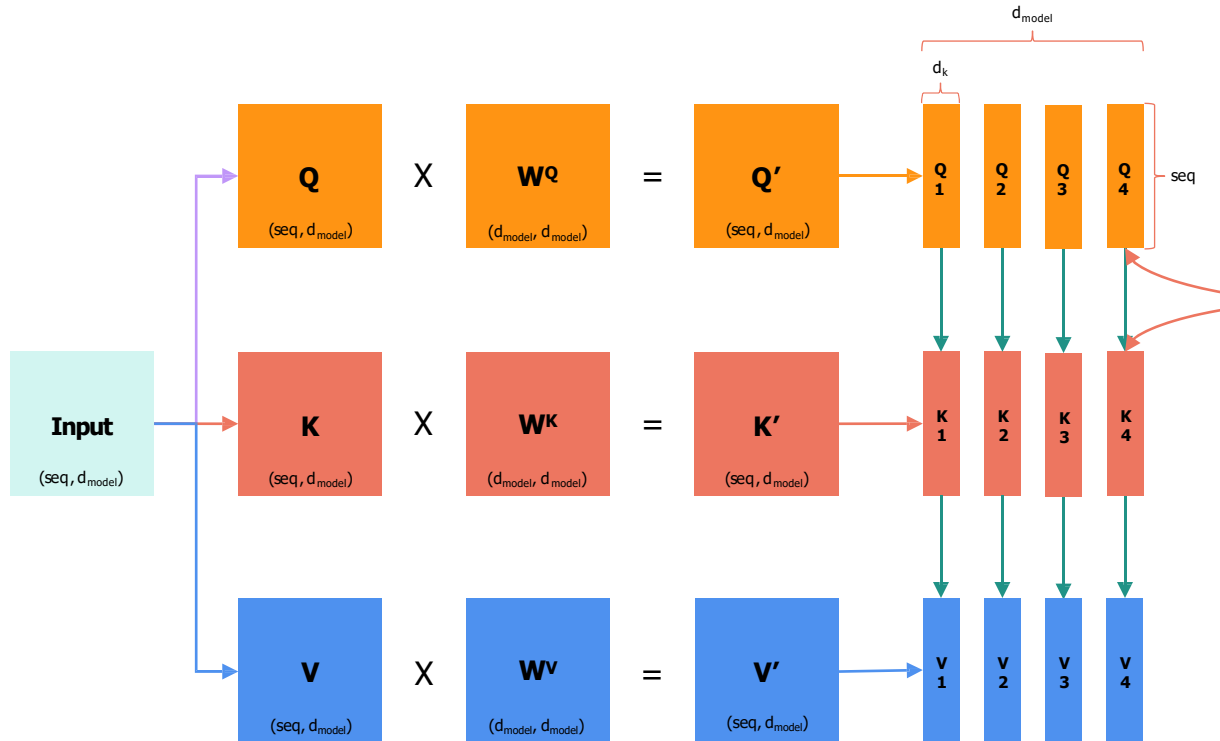 d_model
d_k
Q
(seq, d_model)
X
W^Q
(d_model, d_model)
=
Q′
(seq, d_model)
Q
1
Q
2
Q
3
Q
4
seq
Input
(seq, d_model)
K
(seq, d_model)
X
W^K
(d_model, d_model)
=
K′
(seq, d_model)
K
1
K
2
K
3
K
4
V
(seq, d_model)
X
W^V
(d_model, d_model)
=
V′
(seq, d_model)
V
1
V
2
V
3
V
4